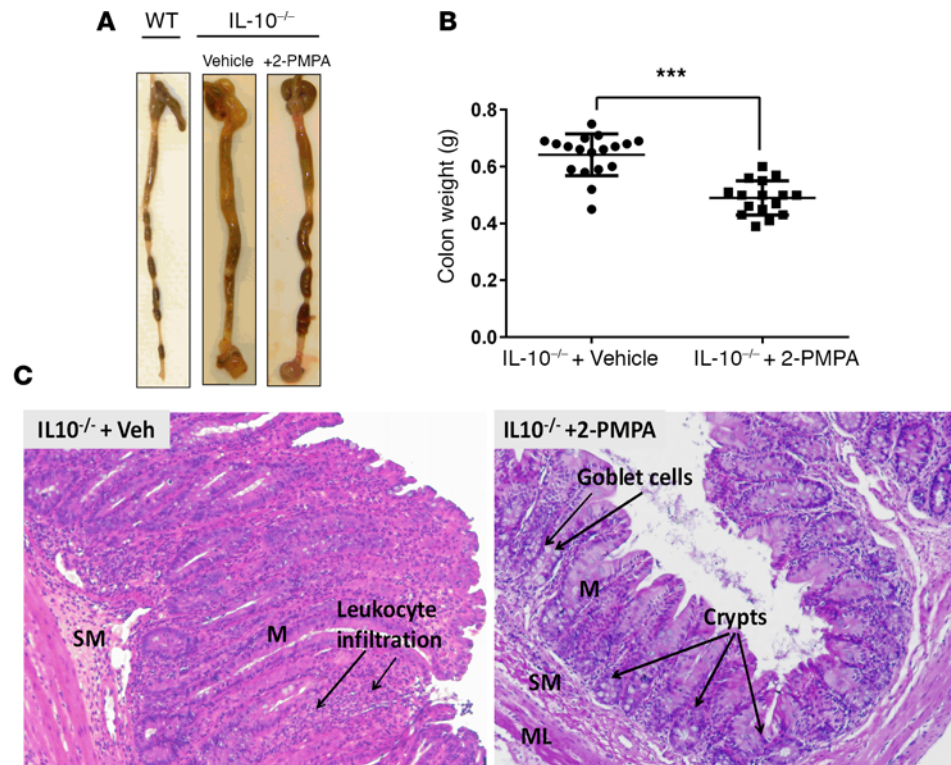 A
WT
IL-10⁻/⁻
Vehicle
+2-PMPA
B
***
Colon weight (g)
0.8
0.6
0.4
0.2
0.0
IL-10⁻/⁻ + Vehicle
IL-10⁻/⁻ + 2-PMPA
C
IL10⁻/⁻ + Veh
SM
M
Leukocyte
infiltration
IL10⁻/⁻ +2-PMPA
Goblet cells
M
Crypts
SM
ML